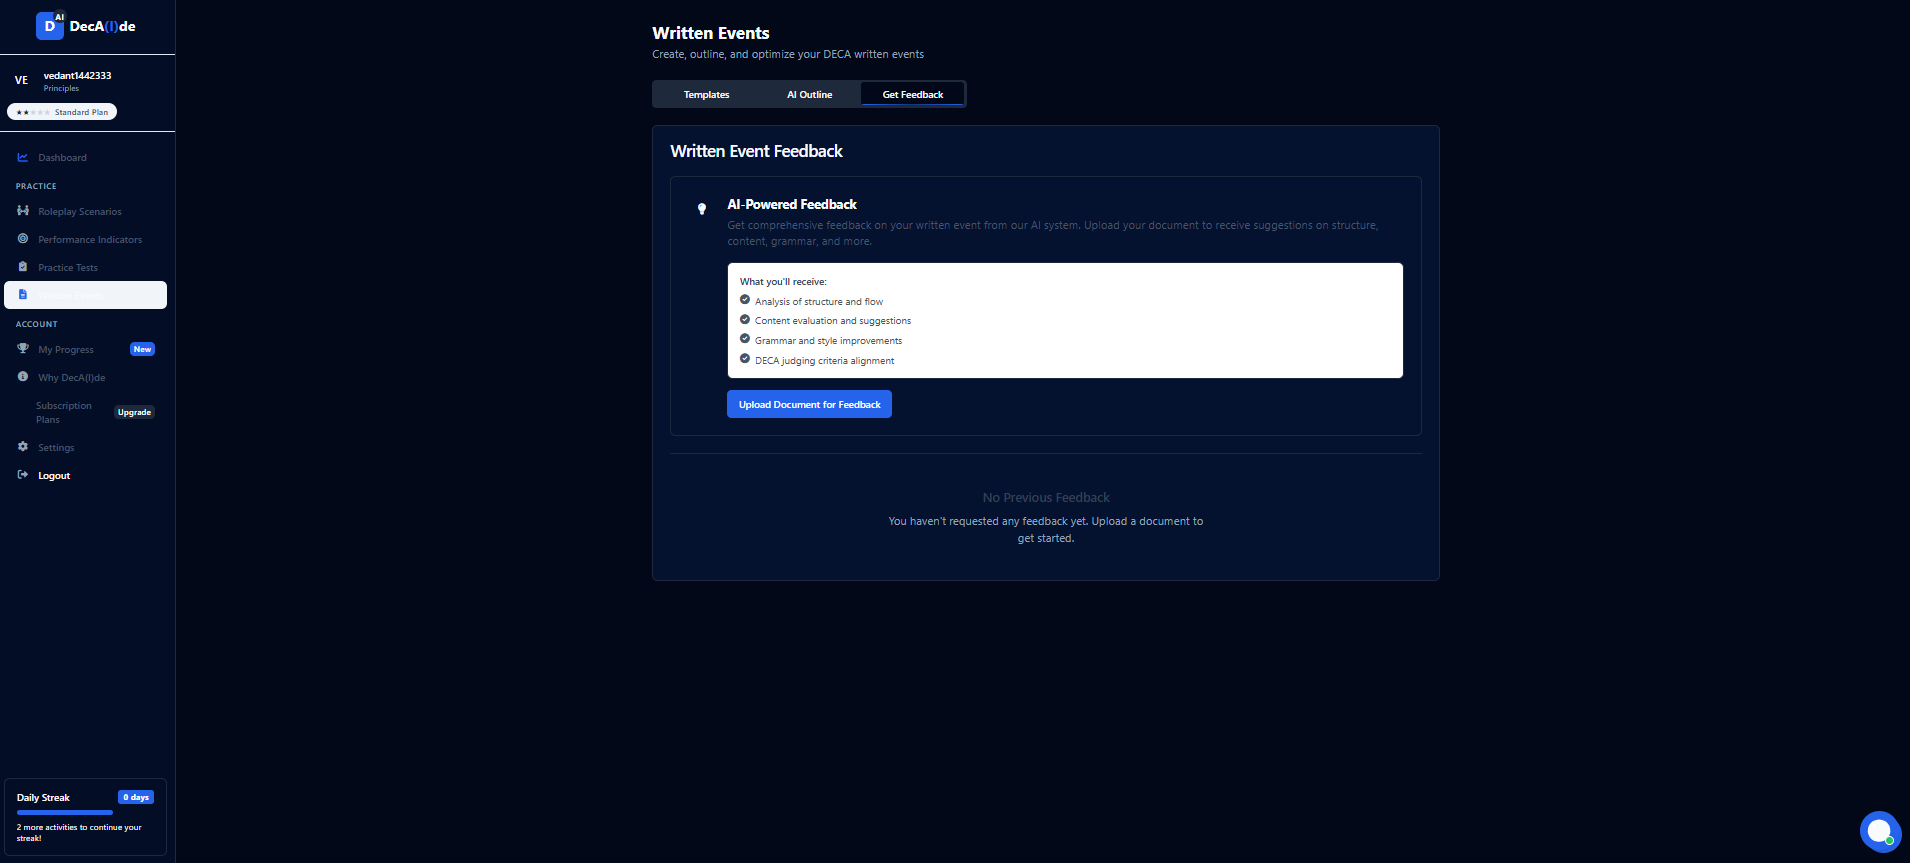 D AI DecA(I)de
VE vedant1442333
Principles
★★★★★ Standard Plan
Dashboard
PRACTICE
Roleplay Scenarios
Performance Indicators
Practice Tests
ACCOUNT
My Progress New
Why DecA(I)de
Subscription
Plans
Upgrade
Settings
Logout
Daily Streak 0 days
2 more activities to continue your
streak!
Written Events
Create, outline, and optimize your DECA written events
Templates AI Outline Get Feedback
Written Event Feedback
AI-Powered Feedback
Get comprehensive feedback on your written event from our AI system. Upload your document to receive suggestions on structure,
content, grammar, and more.
What you'll receive:
Analysis of structure and flow
Content evaluation and suggestions
Grammar and style improvements
DECA judging criteria alignment
Upload Document for Feedback
No Previous Feedback
You haven't requested any feedback yet. Upload a document to
get started.